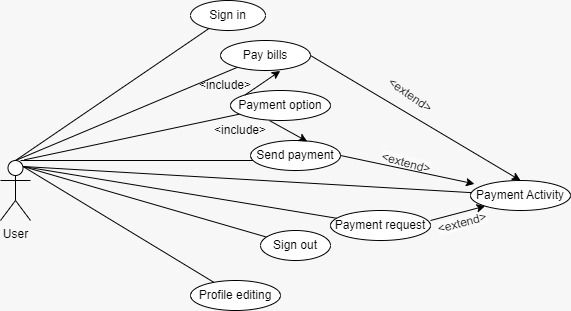 Sign in
Pay bills
<include>
<extend>
Payment option
<include>
Send payment
<extend>
Payment Activity
Payment request
<extend>
User
Sign out
Profile editing